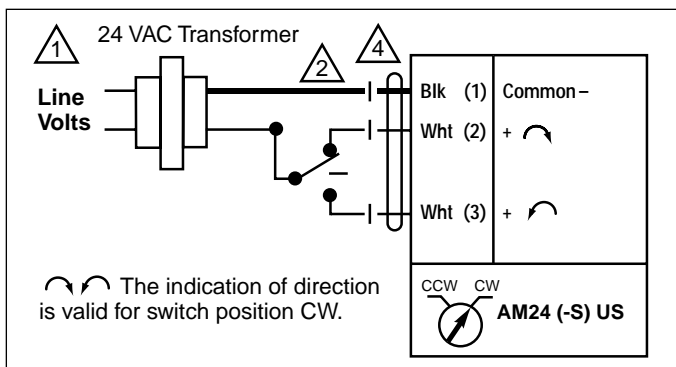 1
24 VAC Transformer
2
4
Line
Volts
Blk (1) Common –
Wht (2) +
Wht (3) +
The indication of direction
is valid for switch position CW.
CCW CW
AM24 (-S) US